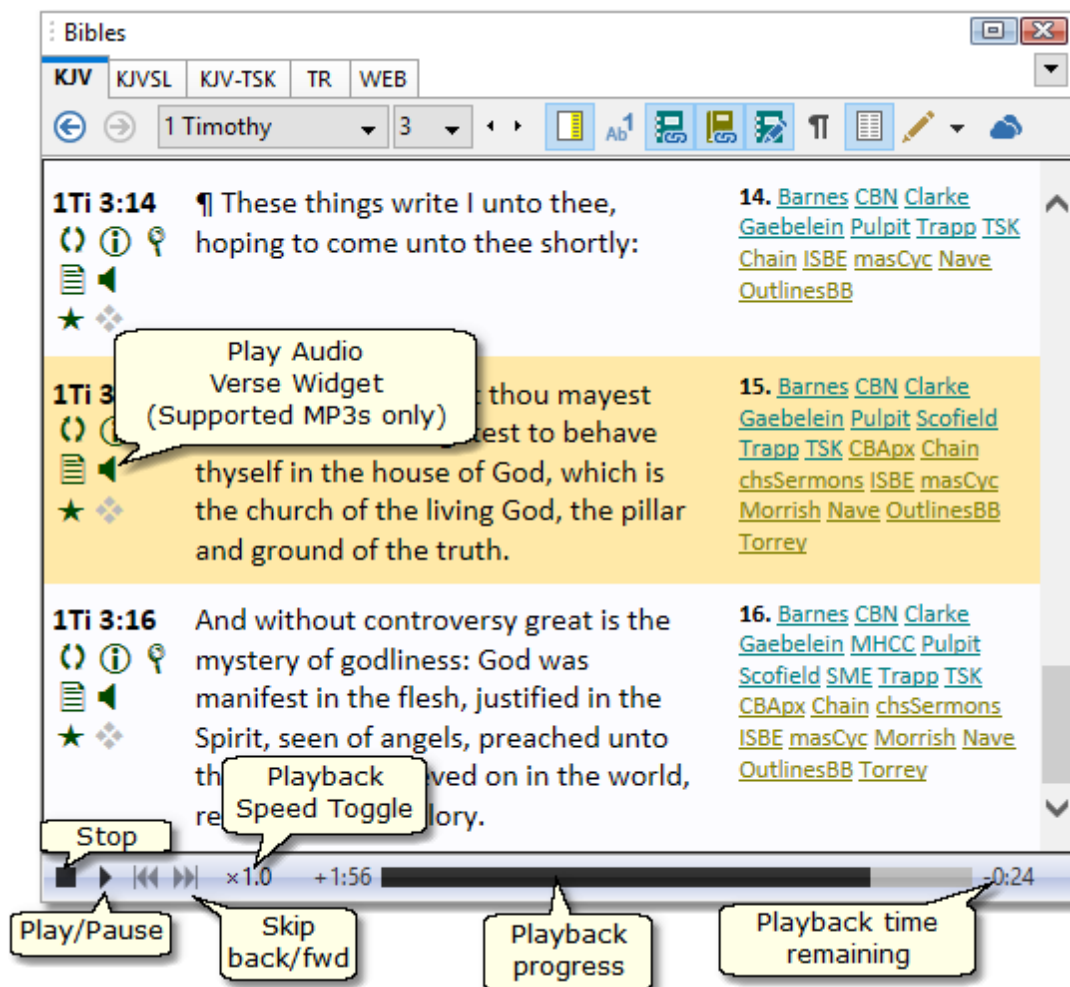 Bibles
KJV KJVSL KJV-TSK TR WEB
1 Timothy 3 Ab1 ¶
1Ti 3:14 ¶ These things write I unto thee,
hoping to come unto thee shortly:
14. Barnes CBN Clarke
Gaebelein Pulpit Trapp TSK
Chain ISBE masCyc Nave
OutlinesBB
Play Audio
Verse Widget
(Supported MP3s only)
1Ti 3 t thou mayest
test to behave
thyself in the house of God, which is
the church of the living God, the pillar
and ground of the truth.
15. Barnes CBN Clarke
Gaebelein Pulpit Scofield
Trapp TSK CBApx Chain
chsSermons ISBE masCyc
Morrish Nave OutlinesBB
Torrey
1Ti 3:16 And without controversy great is the
mystery of godliness: God was
manifest in the flesh, justified in the
Spirit, seen of angels, preached unto
th eved on in the world,
re lory.
16. Barnes CBN Clarke
Gaebelein MHCC Pulpit
Scofield SME Trapp TSK
CBApx Chain chsSermons
ISBE masCyc Morrish Nave
OutlinesBB Torrey
Playback
Speed Toggle
Stop
×1.0 +1:56 -0:24
Play/Pause
Skip
back/fwd
Playback
progress
Playback time
remaining